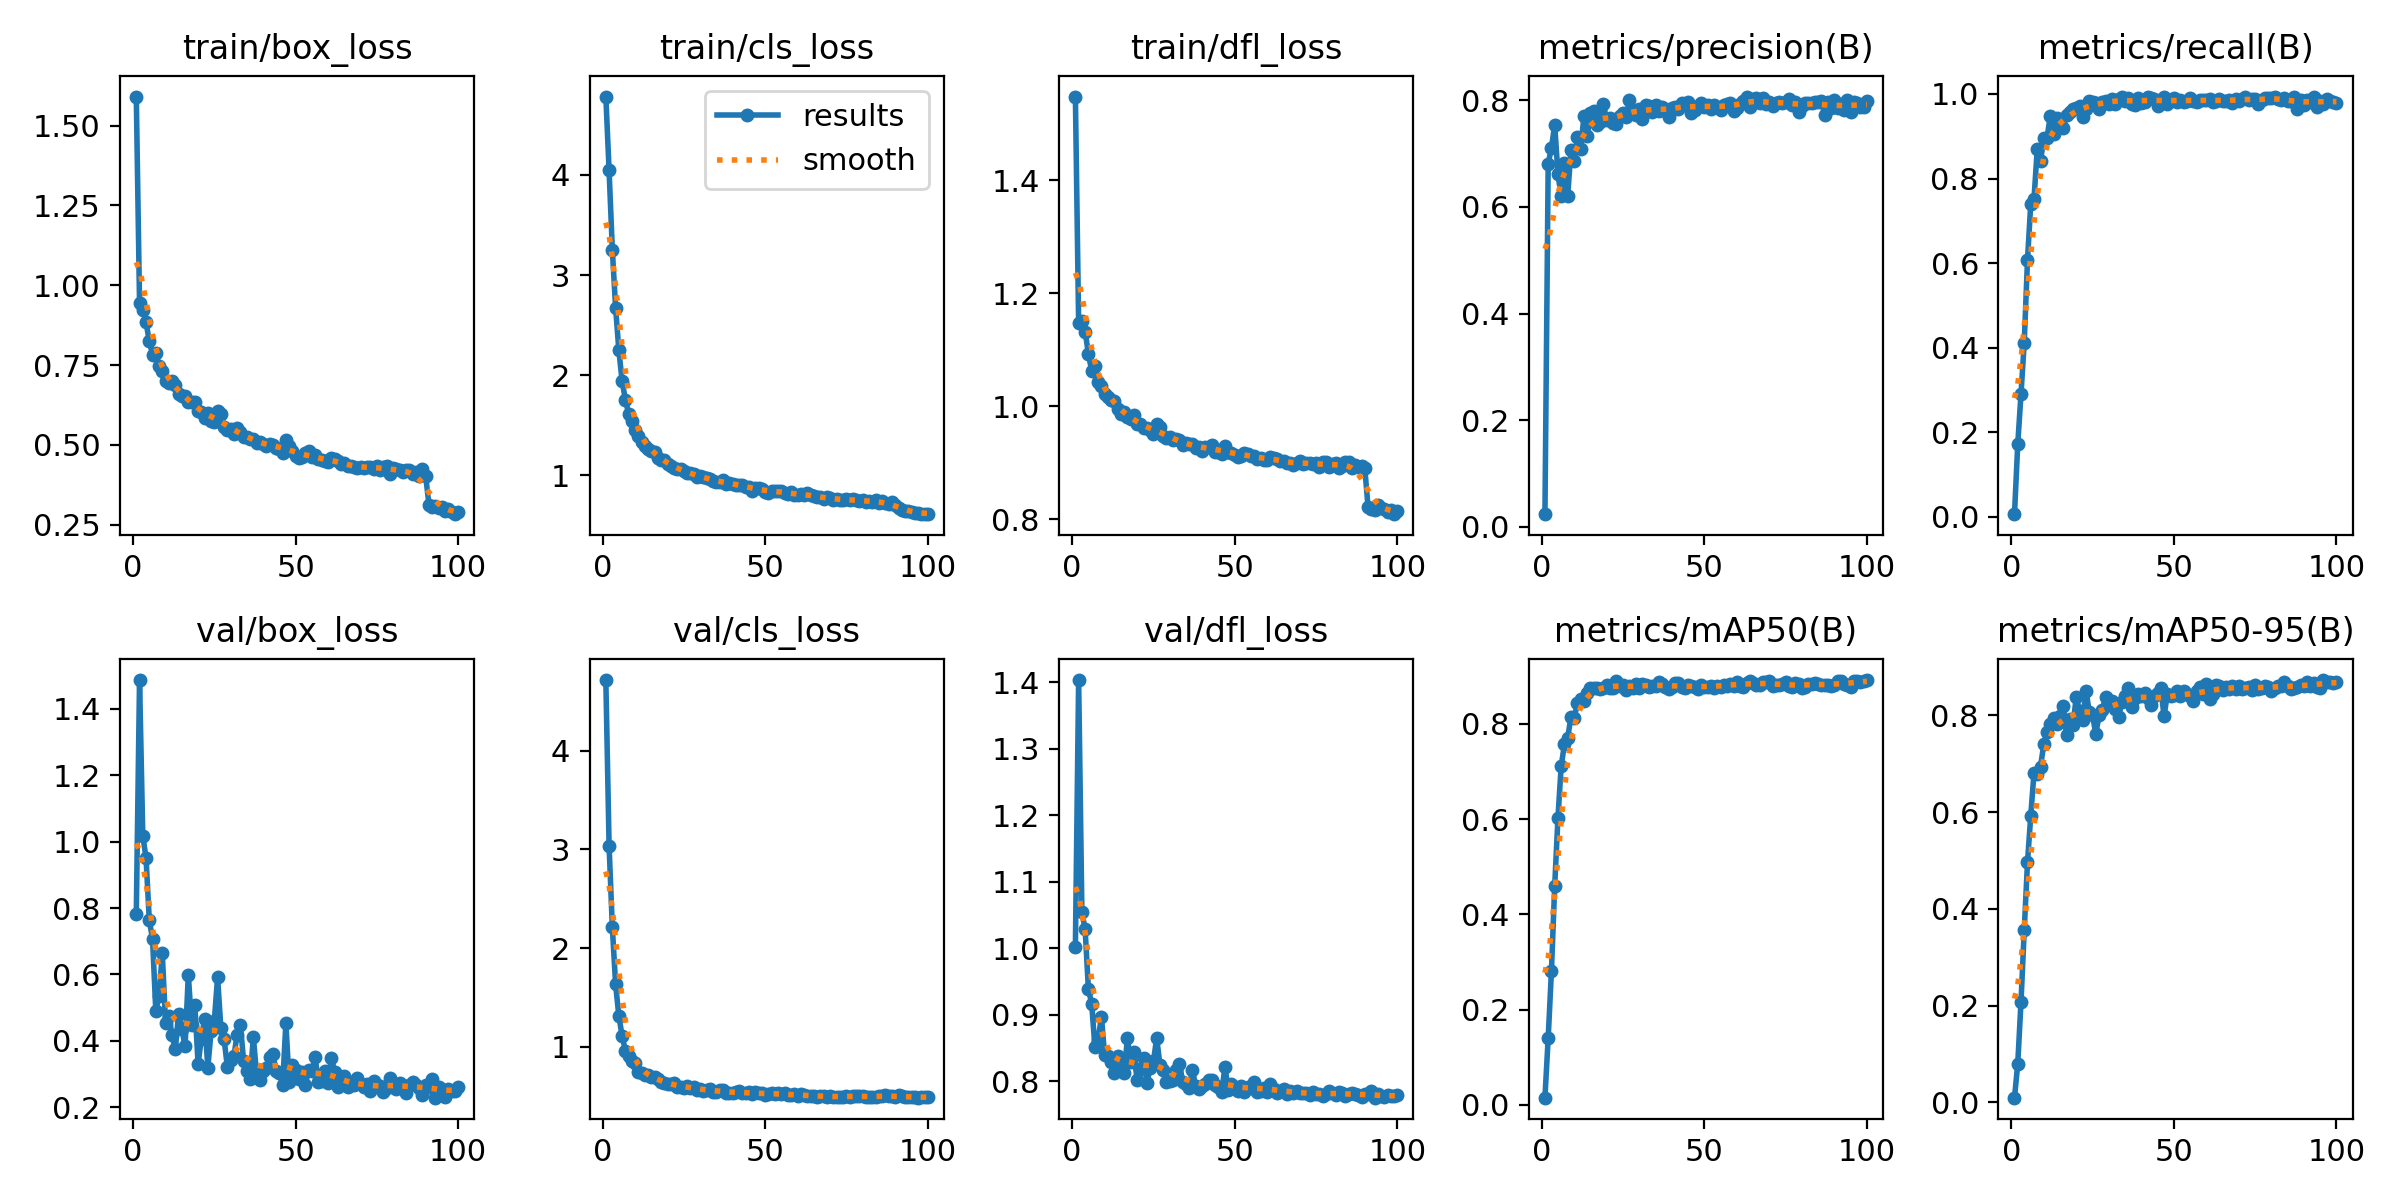 train/box_loss
train/cls_loss
train/dfl_loss
metrics/precision(B)
metrics/recall(B)
1.50
1.25
1.00
0.75
0.50
0.25
0 50 100
results
smooth
4
3
2
1
0 50 100
1.4
1.2
1.0
0.8
0 50 100
0.8
0.6
0.4
0.2
0.0
0 50 100
1.0
0.8
0.6
0.4
0.2
0.0
0 50 100
val/box_loss
val/cls_loss
val/dfl_loss
metrics/mAP50(B)
metrics/mAP50-95(B)
1.4
1.2
1.0
0.8
0.6
0.4
0.2
0 50 100
4
3
2
1
0 50 100
1.4
1.3
1.2
1.1
1.0
0.9
0.8
0 50 100
0.8
0.6
0.4
0.2
0.0
0 50 100
0.8
0.6
0.4
0.2
0.0
0 50 100